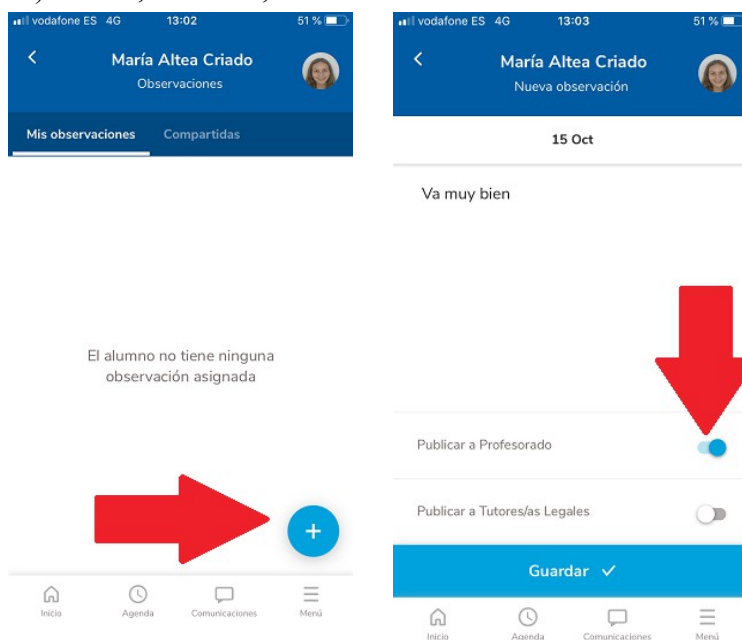 vodafone ES 4G 13:02 51 %
María Altea Criado
Observaciones
Mis observaciones Compartidas
El alumno no tiene ninguna
observación asignada
+
Inicio Agenda Comunicaciones Menú
vodafone ES 4G 13:03 51 %
María Altea Criado
Nueva observación
15 Oct
Va muy bien
Publicar a Profesorado
Publicar a Tutores/as Legales
Guardar ✓
Inicio Agenda Comunicaciones Menú